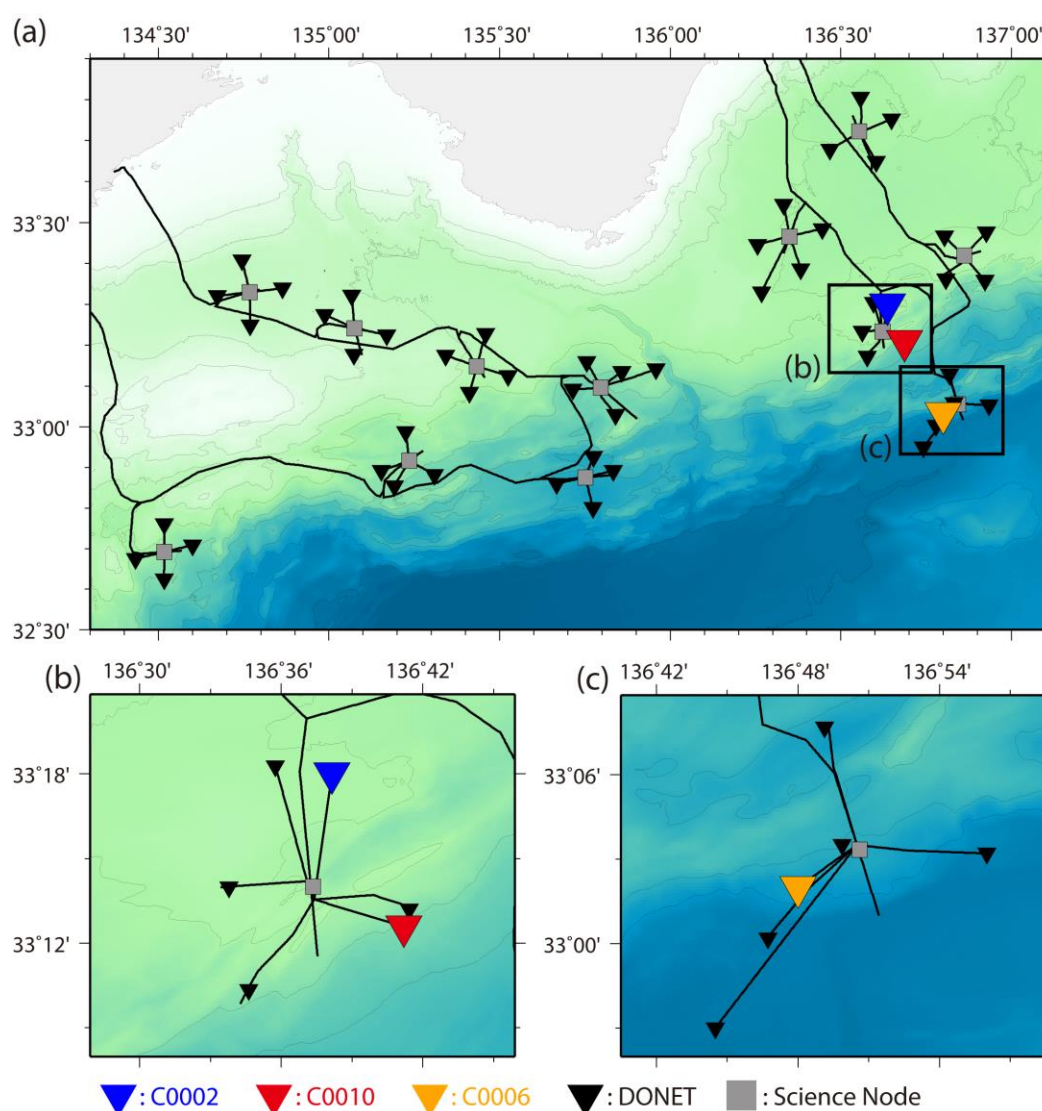 (a)
134˚30' 135˚00' 135˚30' 136˚00' 136˚30' 137˚00'
33˚30'
33˚00'
32˚30'
(b)
(c)
(b)
136˚30' 136˚36' 136˚42'
33˚18'
33˚12'
(c)
136˚42' 136˚48' 136˚54'
33˚06'
33˚00'
: C0002 : C0010 : C0006 : DONET : Science Node